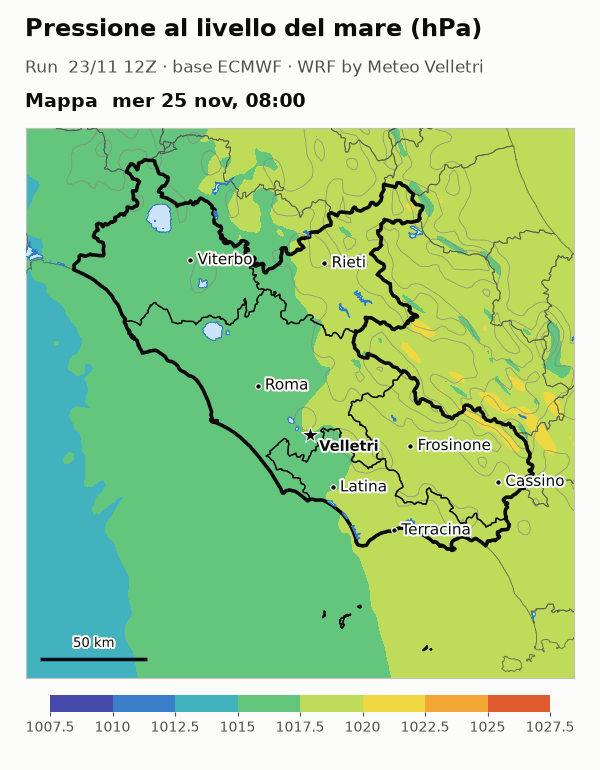 Pressione al livello del mare (hPa)
Run 23/11 12Z · base ECMWF · WRF by Meteo Velletri
Mappa mer 25 nov, 08:00
Viterbo
Rieti
Roma
Velletri
Frosinone
Latina
Cassino
Terracina
50 km
1007.5 1010 1012.5 1015 1017.5 1020 1022.5 1025 1027.5